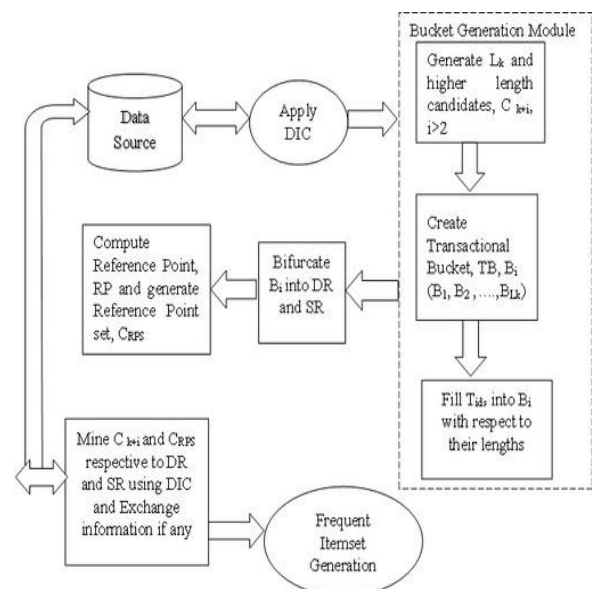 Bucket Generation Module
Generate Lk and
higher length
candidates, C k+i,
i>2
Data
Source
Apply
DIC
Create
Transactional
Bucket, TB, Bi
(B1, B2 , ....,BLk)
Compute
Reference Point,
RP and generate
Reference Point
set, CRPS
Bifurcate
Bi into DR
and SR
Fill Tids, into Bi
with respect to
their lengths
Mine C k+i and CRPS
respective to DR
and SR using DIC
and Exchange
information if any
Frequent
Itemset
Generation